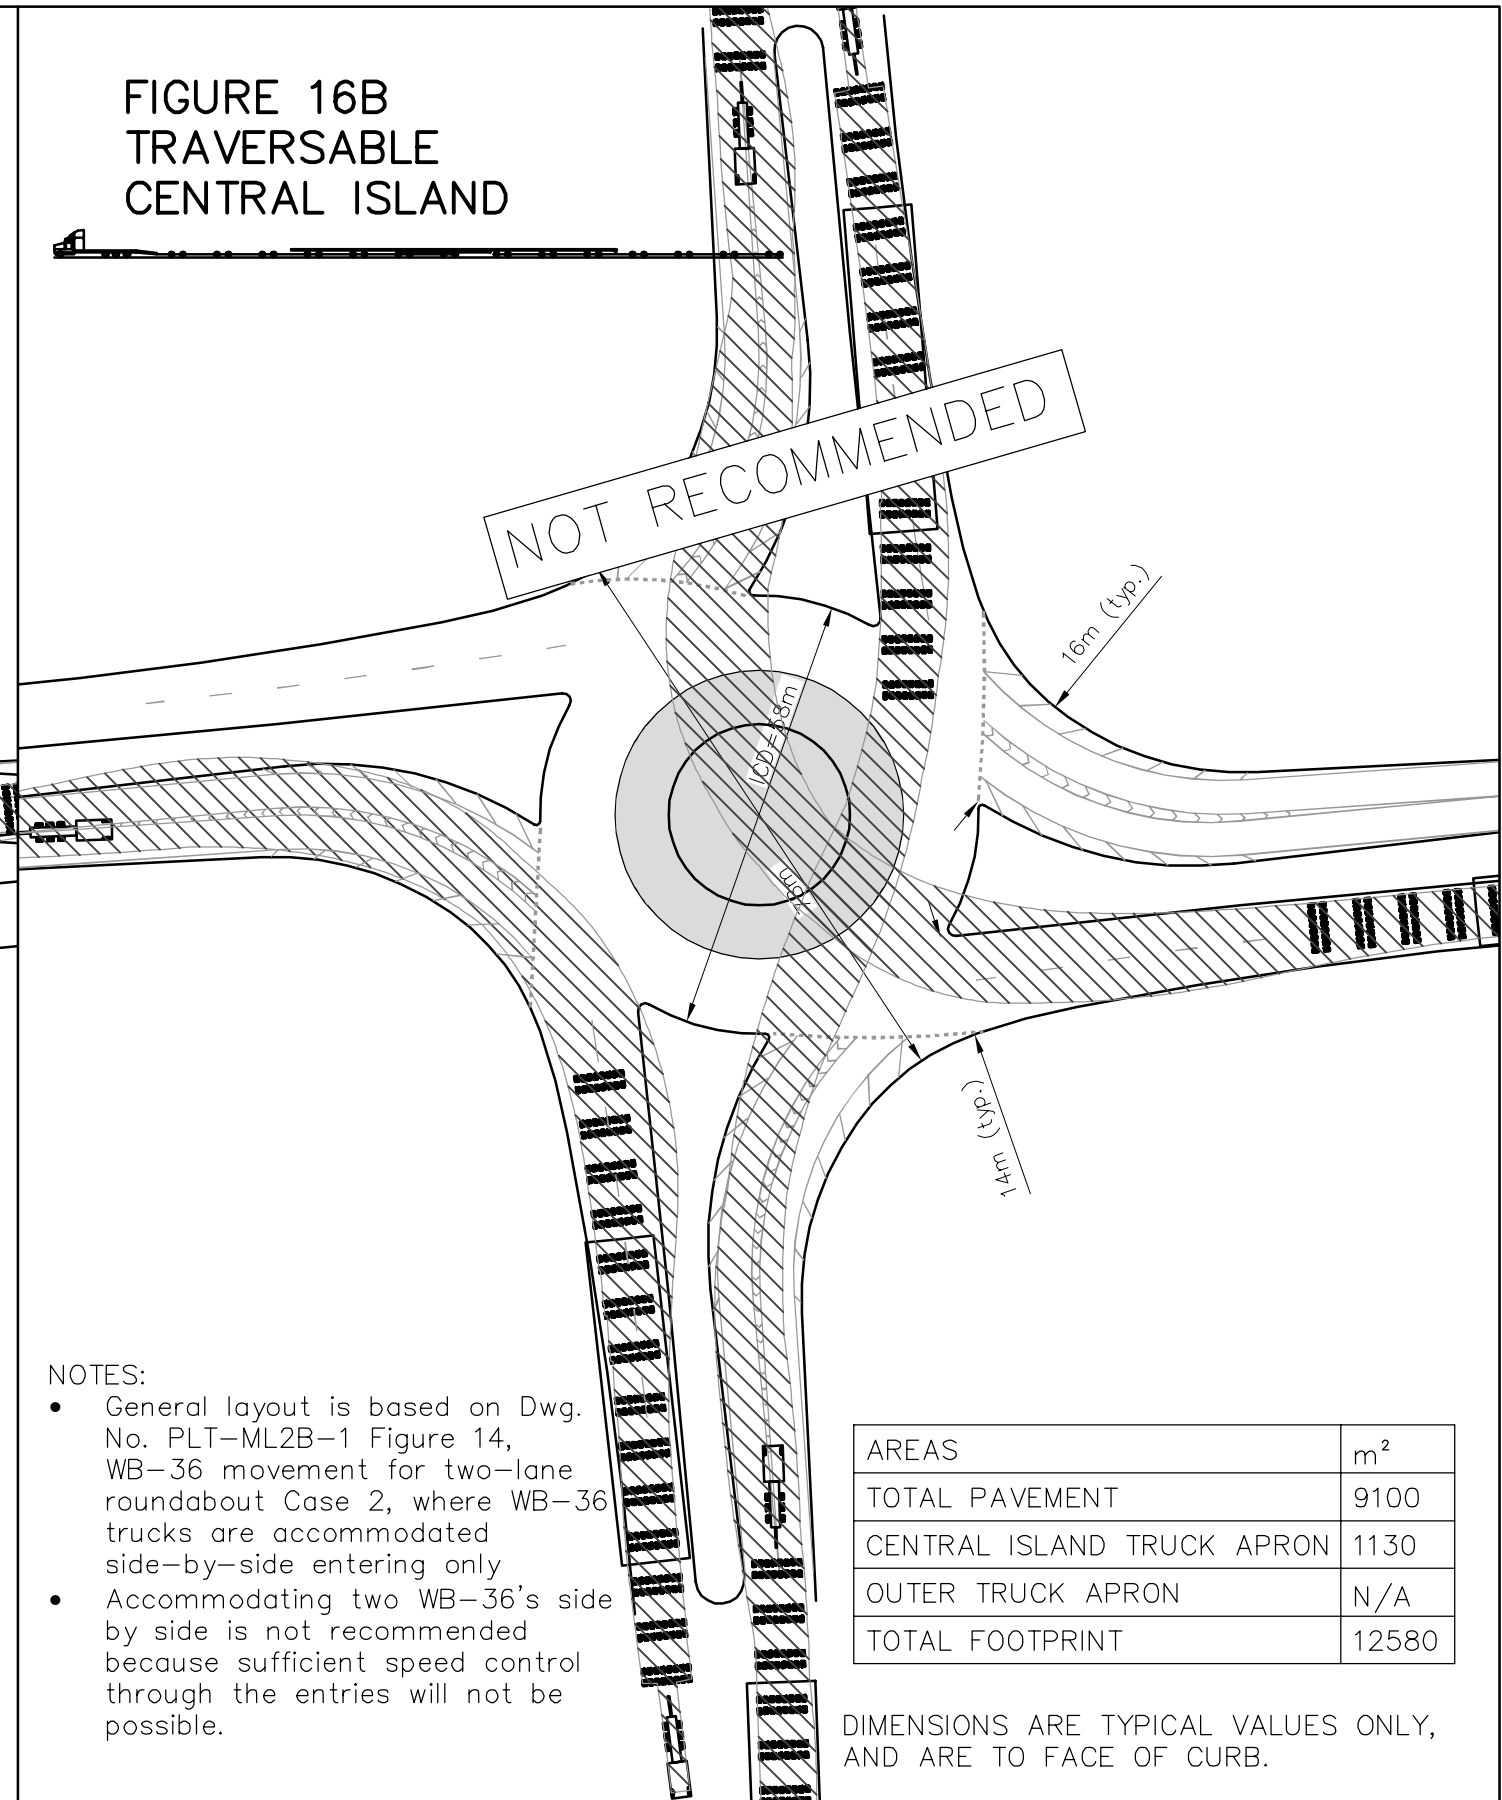 FIGURE 16B
TRAVERSABLE
CENTRAL ISLAND
NOT RECOMMENDED
16m (typ.)
ICD=58m
78m
14m (typ.)
NOTES:
• General layout is based on Dwg.
No. PLT-ML2B-1 Figure 14,
WB-36 movement for two-lane
roundabout Case 2, where WB-36
trucks are accommodated
side-by-side entering only
• Accommodating two WB-36's side
by side is not recommended
because sufficient speed control
through the entries will not be
possible.
AREAS m²
TOTAL PAVEMENT 9100
CENTRAL ISLAND TRUCK APRON 1130
OUTER TRUCK APRON N/A
TOTAL FOOTPRINT 12580
DIMENSIONS ARE TYPICAL VALUES ONLY,
AND ARE TO FACE OF CURB.